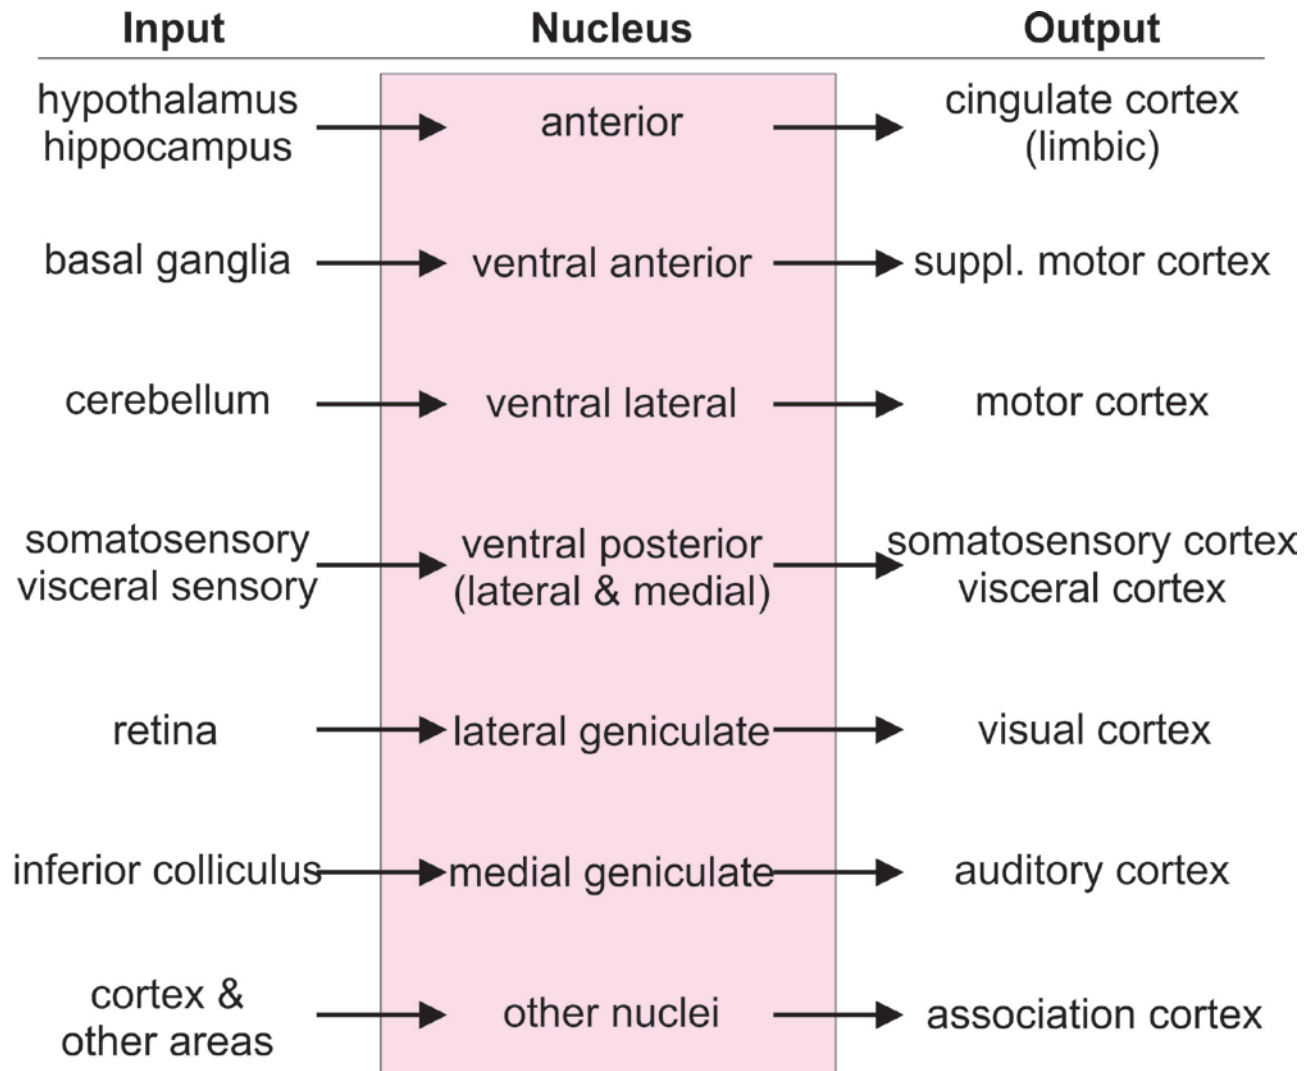 Input Nucleus Output
hypothalamus
hippocampus
anterior
cingulate cortex
(limbic)
basal ganglia ventral anterior suppl. motor cortex
cerebellum ventral lateral motor cortex
somatosensory
visceral sensory
ventral posterior
(lateral & medial)
somatosensory cortex
visceral cortex
retina lateral geniculate visual cortex
inferior colliculus medial geniculate auditory cortex
cortex &
other areas
other nuclei
association cortex